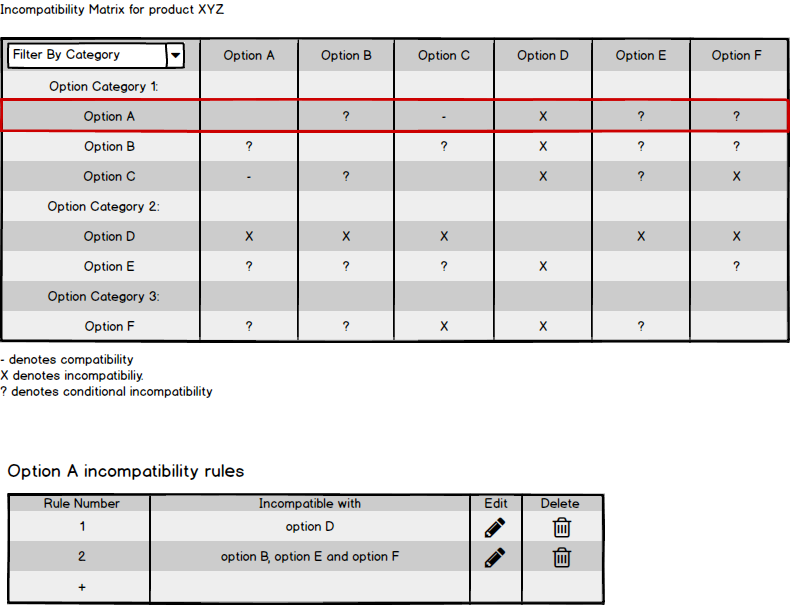 Incompatibility Matrix for product XYZ
Filter By Category Option A Option B Option C Option D Option E Option F
Option Category 1:
Option A ? - X ? ?
Option B ? ? X ? ?
Option C - ? X ? X
Option Category 2:
Option D X X X X X
Option E ? ? ? X ?
Option Category 3:
Option F ? ? X X ?
- denotes compatibility
X denotes incompatibiliy.
? denotes conditional incompatibility
Option A incompatibility rules
Rule Number Incompatible with Edit Delete
1 option D
2 option B, option E and option F
+